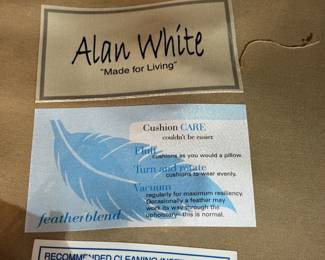 Alan White
"Made for Living"
Cushion CARE
couldn't be easier
Fluff
cushions as you would a pillow.
Turn and rotate
cushions to wear evenly.
Vacuum
regularly for maximum resiliency.
Occasionally a feather may
work its way through the
upholstery–this is normal.
featherblend
RECOMMENDED CLEANING